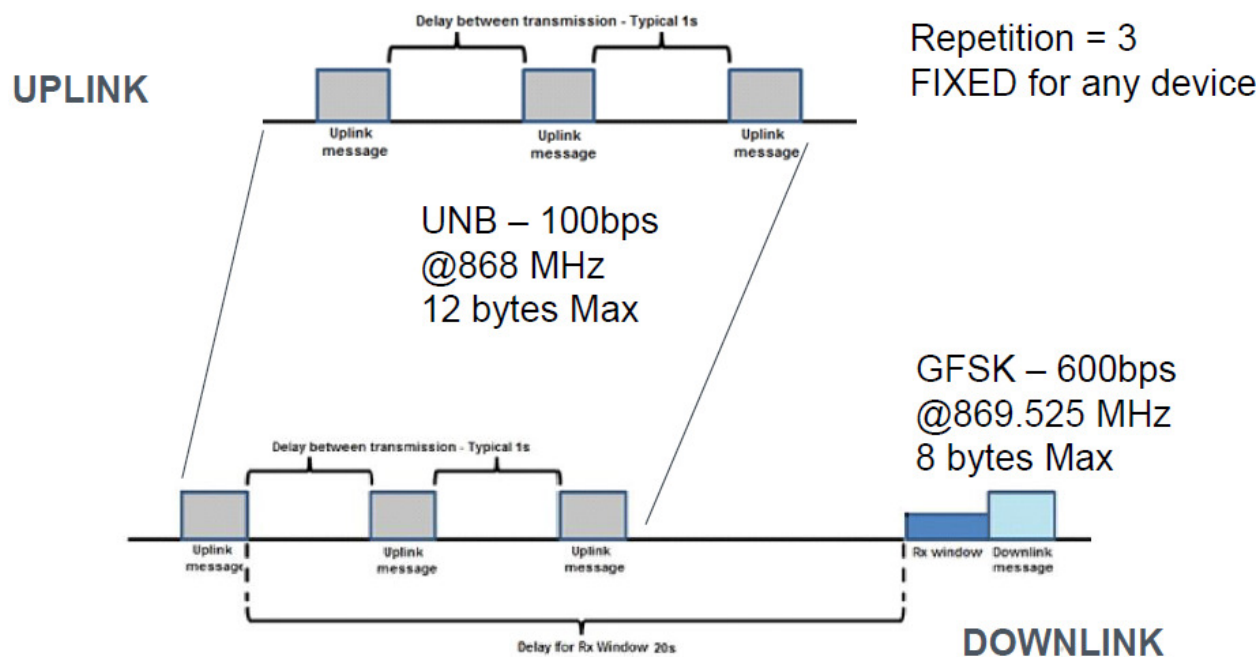 Delay between transmission - Typical 1s
Repetition = 3
FIXED for any device
UPLINK
Uplink
message
Uplink
message
Uplink
message
UNB – 100bps
@868 MHz
12 bytes Max
GFSK – 600bps
@869.525 MHz
8 bytes Max
Delay between transmission - Typical 1s
Uplink
message
Uplink
message
Uplink
message
Rx window
Downlink
message
Delay for Rx Window 20s
DOWNLINK